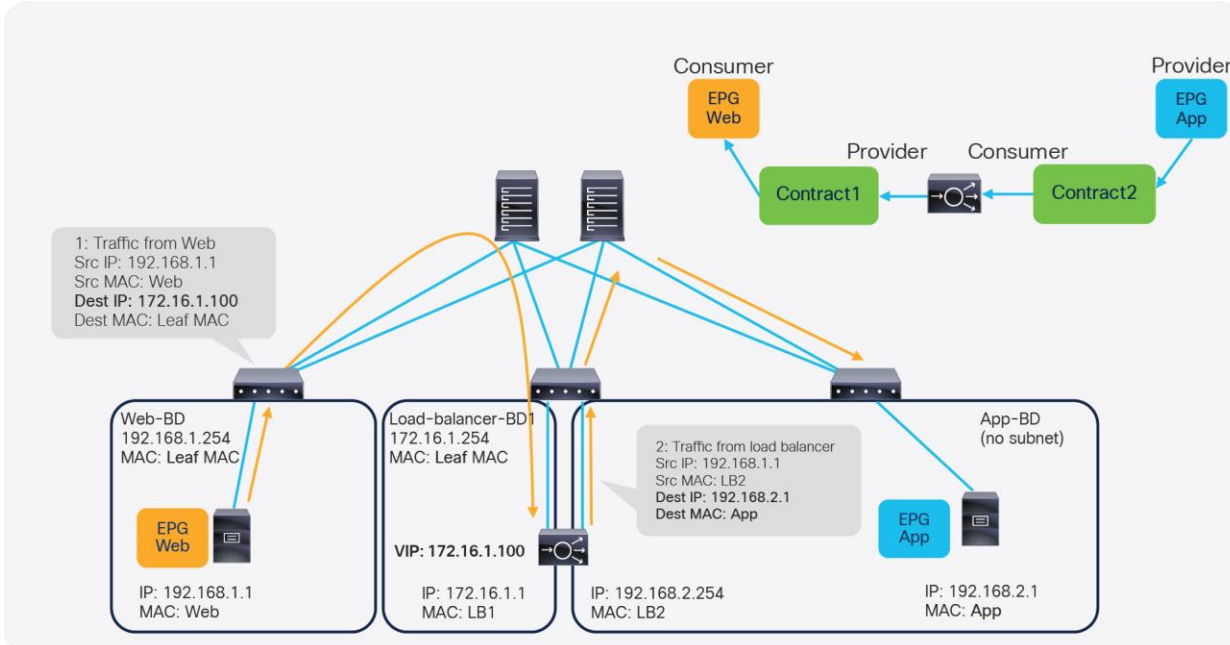 Consumer
EPG
Web
Provider
EPG
App
Provider
Consumer
Contract1
Contract2
1: Traffic from Web
Src IP: 192.168.1.1
Src MAC: Web
Dest IP: 172.16.1.100
Dest MAC: Leaf MAC
Web-BD
192.168.1.254
MAC: Leaf MAC
EPG
Web
IP: 192.168.1.1
MAC: Web
Load-balancer-BD1
172.16.1.254
MAC: Leaf MAC
VIP: 172.16.1.100
IP: 172.16.1.1
MAC: LB1
2: Traffic from load balancer
Src IP: 192.168.1.1
Src MAC: LB2
Dest IP: 192.168.2.1
Dest MAC: App
IP: 192.168.2.254
MAC: LB2
App-BD
(no subnet)
EPG
App
IP: 192.168.2.1
MAC: App